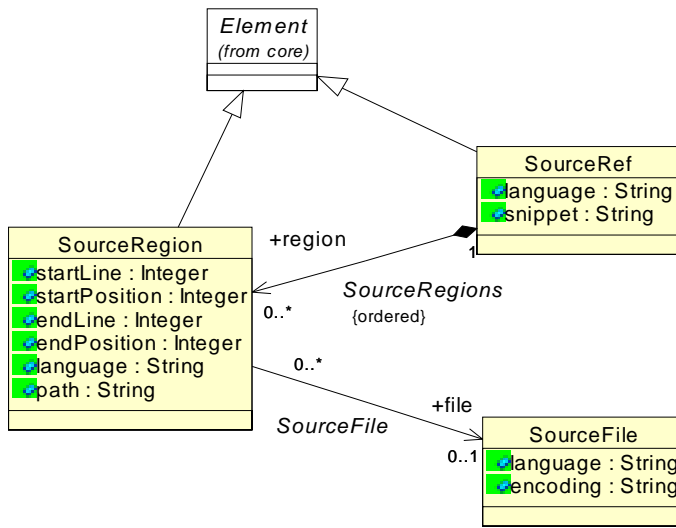 Element
(from core)
SourceRef
language : String
snippet : String
SourceRegion
startLine : Integer
startPosition : Integer
endLine : Integer
endPosition : Integer
language : String
path : String
+region
1
SourceRegions
{ordered}
0..*
0..*
+file
SourceFile
0..1
SourceFile
language : String
encoding : String